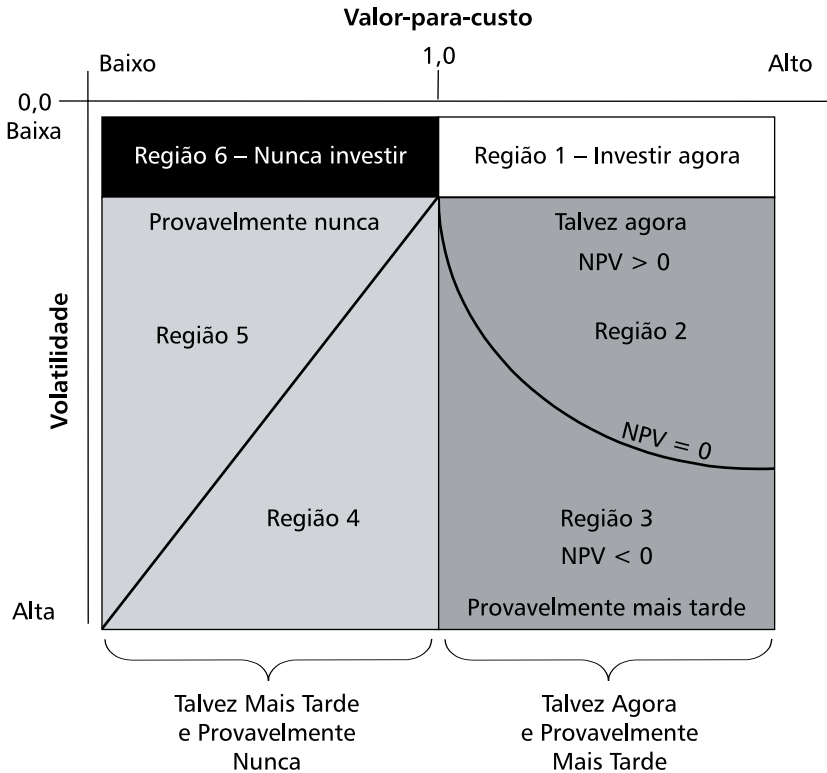 Valor-para-custo
Baixo
1,0
Alto
0,0
Baixa
Região 6 – Nunca investir
Região 1 – Investir agora
Provavelmente nunca
Talvez agora
NPV > 0
Região 5
Região 2
Volatilidade
NPV = 0
Região 4
Região 3
NPV < 0
Alta
Provavelmente mais tarde
Talvez Mais Tarde
e Provavelmente
Nunca
Talvez Agora
e Provavelmente
Mais Tarde